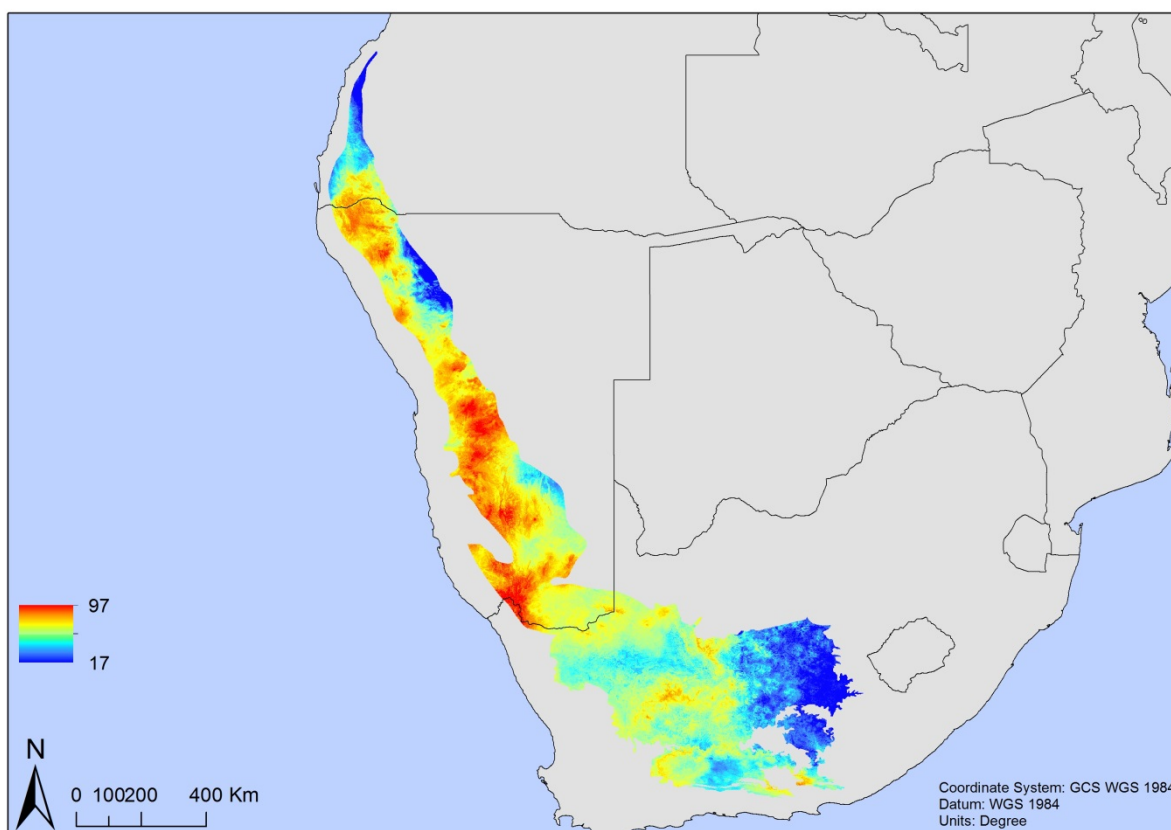 97
17
N
0 100200 400 Km
Coordinate System: GCS WGS 1984
Datum: WGS 1984
Units: Degree